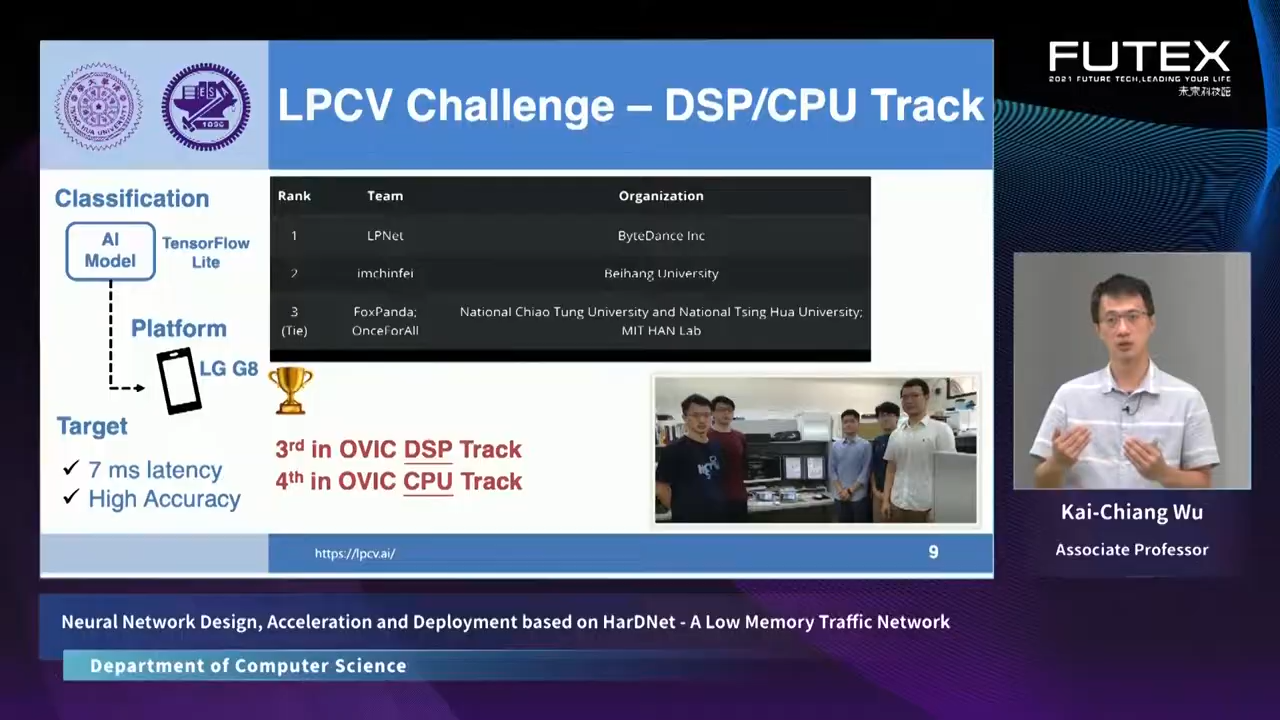 FUTEX
2021 FUTURE TECH,LEADING YOUR LIFE
未來科技館
LPCV Challenge – DSP/CPU Track
Classification
AI
Model
TensorFlow
Lite
Platform
LG G8
Target
✓ 7 ms latency
✓ High Accuracy
Rank Team Organization
1 LPNet ByteDance Inc
2 imchinfei Beihang University
3 FoxPanda; National Chiao Tung University and National Tsing Hua University;
(Tie) OnceForAll MIT HAN Lab
3rd in OVIC DSP Track
4th in OVIC CPU Track
https://lpcv.ai/
9
Kai-Chiang Wu
Associate Professor
Neural Network Design, Acceleration and Deployment based on HarDNet - A Low Memory Traffic Network
Department of Computer Science